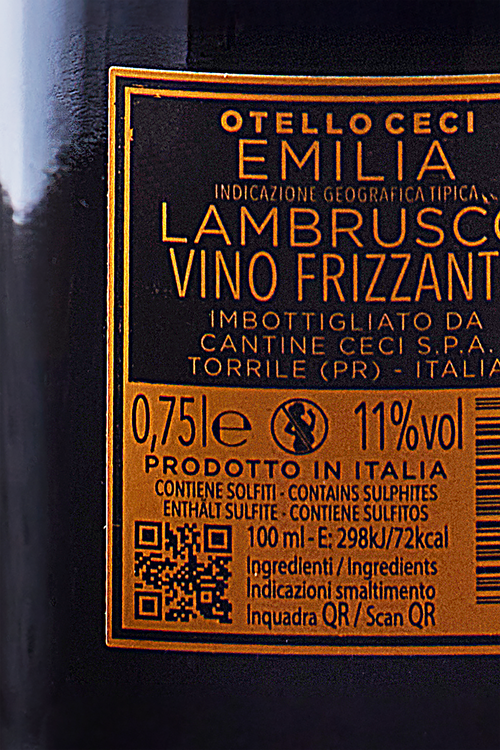 OTELLO CECI
EMILIA
INDICAZIONE GEOGRAFICA TIPICA
LAMBRUSCO
VINO FRIZZANT
IMBOTTIGLIATO DA
CANTINE CECI S.P.A.
TORRILE (PR) - ITALIA
0,75l e 11%vol
PRODOTTO IN ITALIA
CONTIENE SOLFITI - CONTAINS SULPHITES
ENTHÄLT SULFITE - CONTIENE SULFITOS
100 ml - E: 298kJ/72kcal
Ingredienti / Ingredients
Indicazioni smaltimento
Inquadra QR / Scan QR